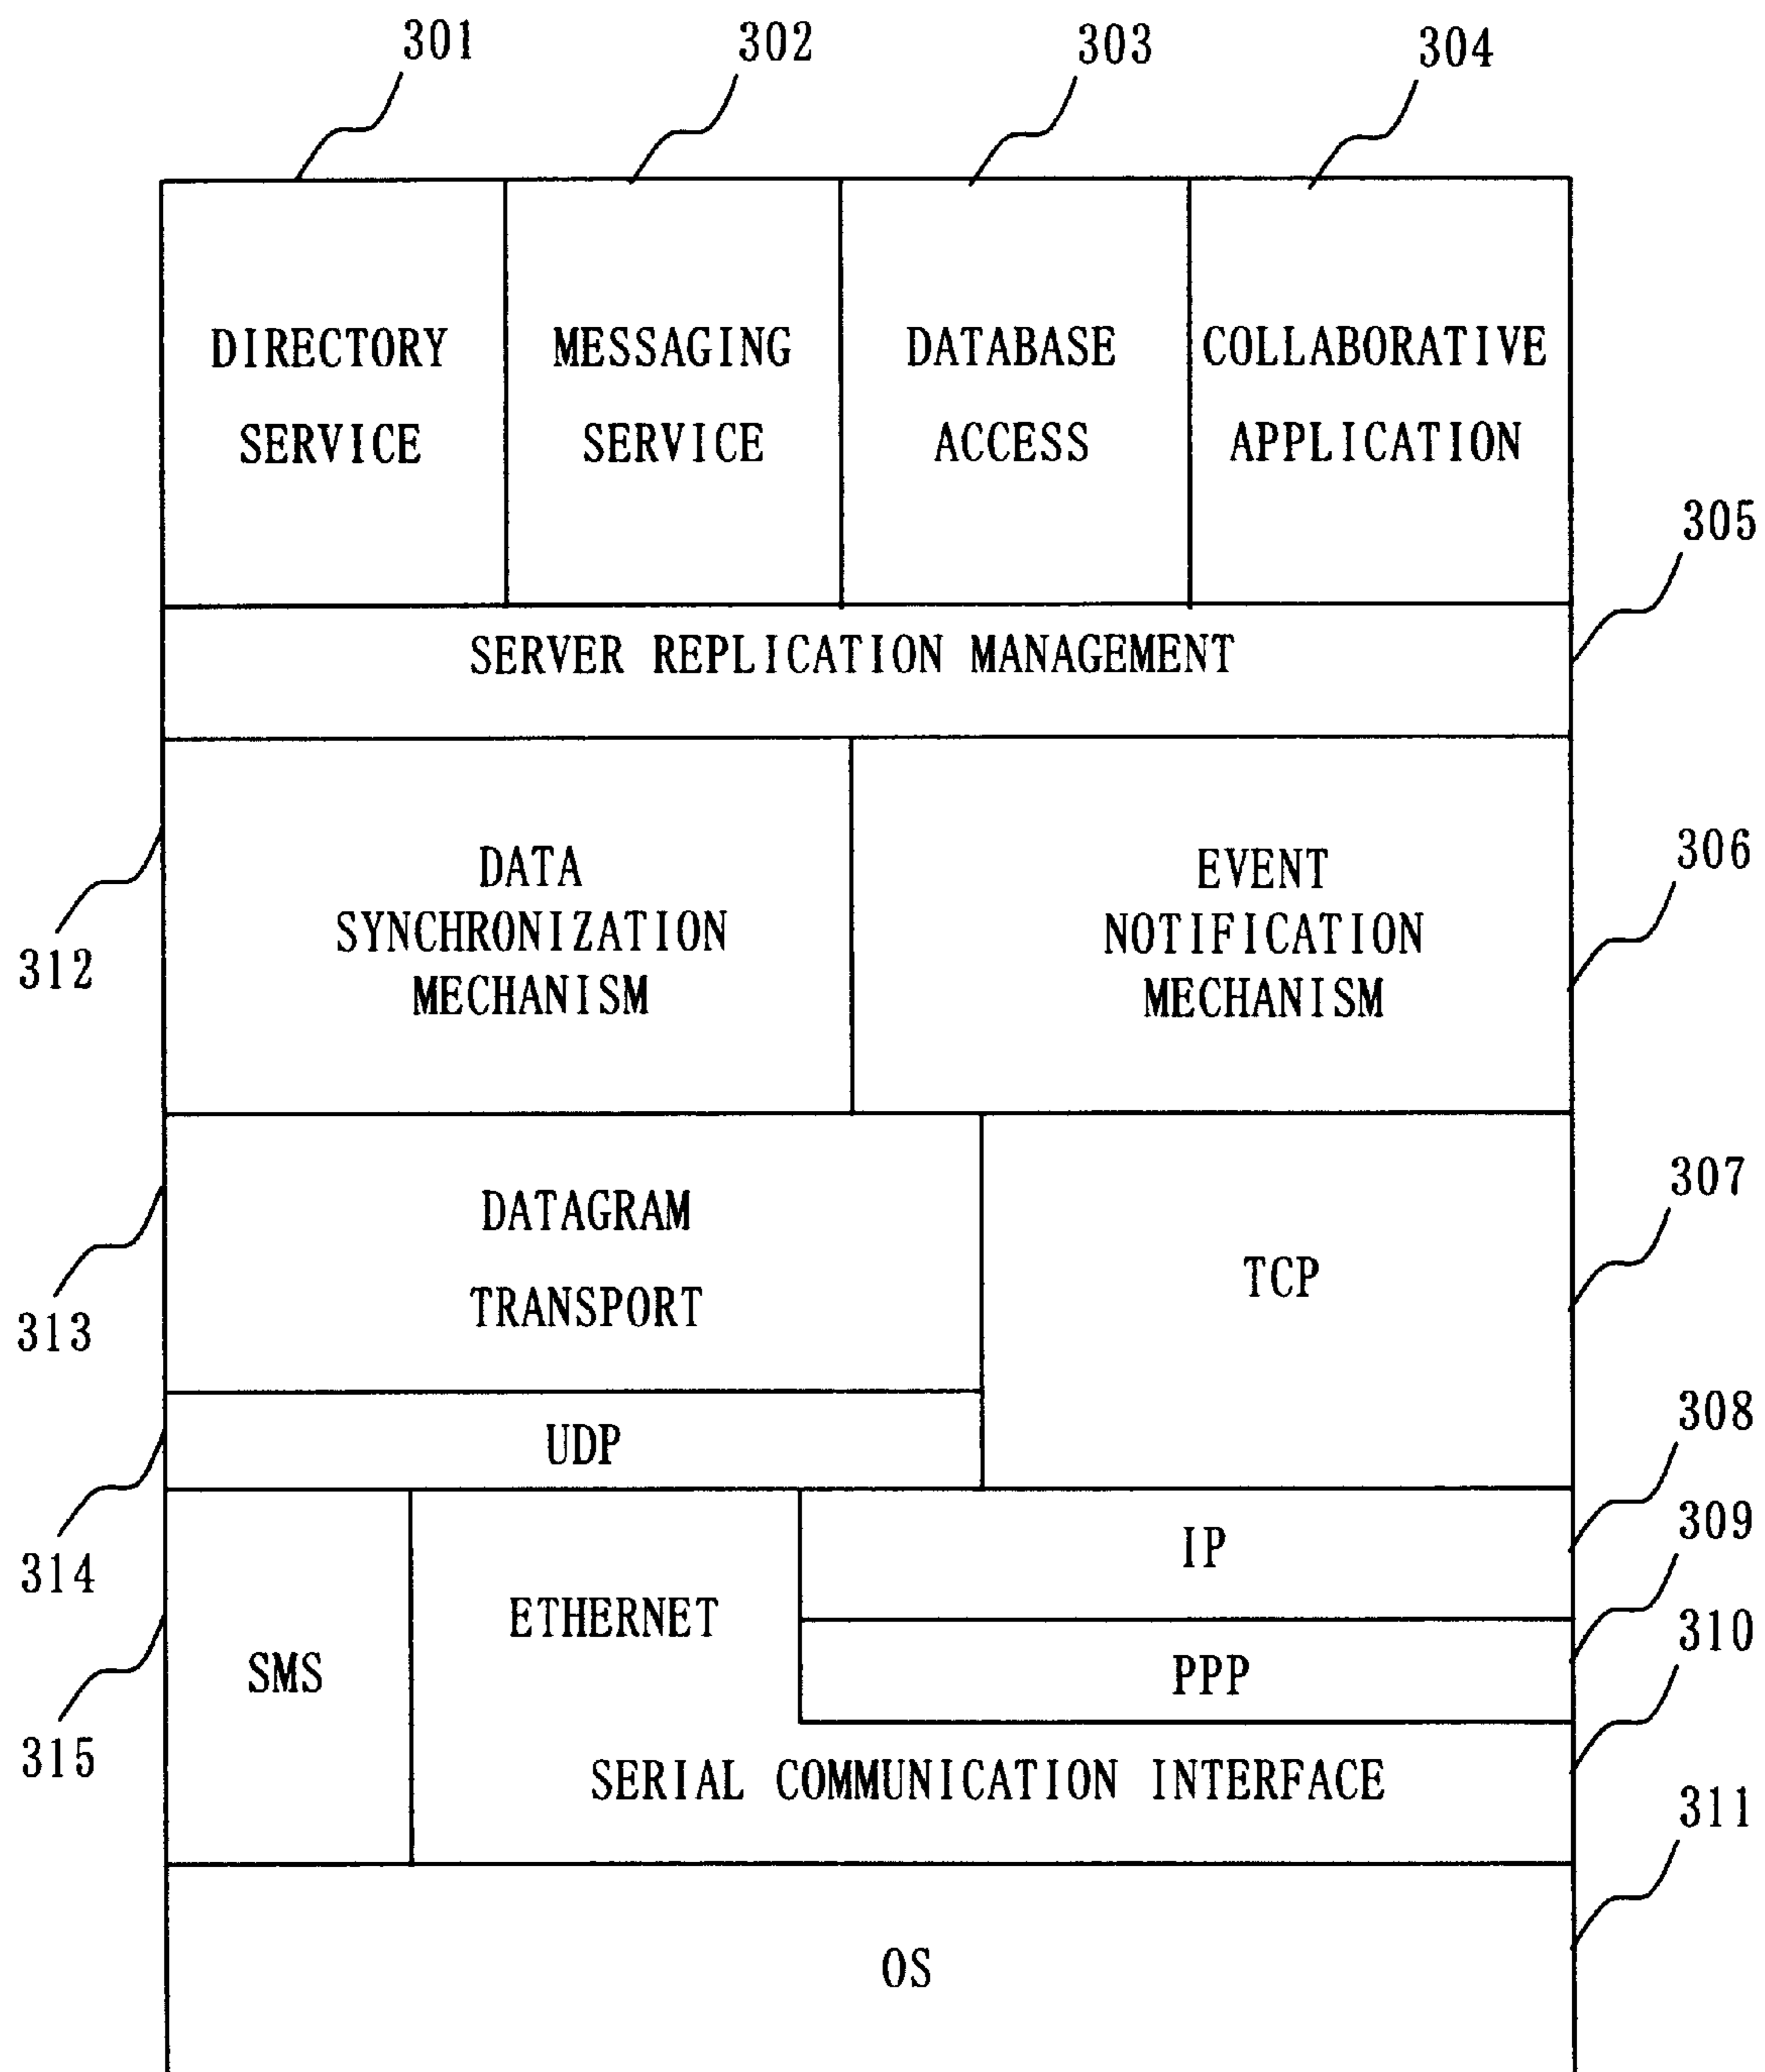 301
302
303
304
DIRECTORY
SERVICE
MESSAGING
SERVICE
DATABASE
ACCESS
COLLABORATIVE
APPLICATION
305
SERVER REPLICATION MANAGEMENT
312
DATA
SYNCHRONIZATION
MECHANISM
EVENT
NOTIFICATION
MECHANISM
306
313
DATAGRAM
TRANSPORT
TCP
307
314
UDP
308
IP
309
ETHERNET
315
SMS
PPP
310
SERIAL COMMUNICATION INTERFACE
311
OS